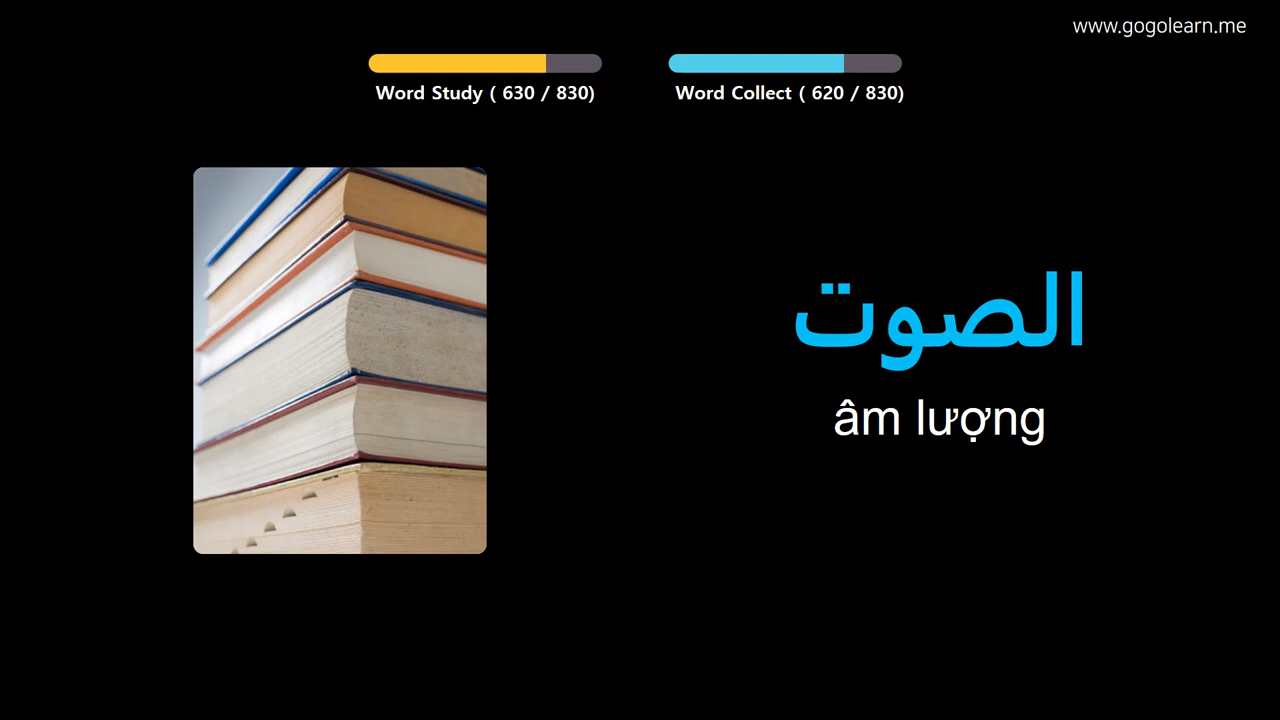 www.gogolearn.me
Word Study ( 630 / 830)
Word Collect ( 620 / 830)
الصوت
âm lượng